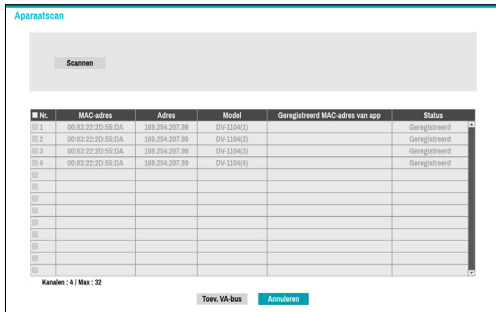 Aparaatscan
Scannen
Nr. MAC-adres Adres Model Geregistreerd MAC-adres van app Status
1 00:03:22:2D:55:DA 169.254.207.99 DV-1104(1) Geregistreerd
2 00:03:22:2D:55:DA 169.254.207.99 DV-1104(2) Geregistreerd
3 00:03:22:2D:55:DA 169.254.207.99 DV-1104(3) Geregistreerd
4 00:03:22:2D:55:DA 169.254.207.99 DV-1104(4) Geregistreerd
Kanalen : 4 / Max : 32
Toev. VA-bus Annuleren